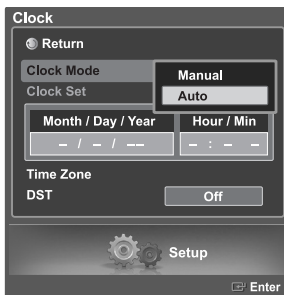 Clock
Return
Clock Mode
Manual
Clock Set
Auto
Month / Day / Year Hour / Min
– / – / –– – : – –
Time Zone
DST Off
Setup
Enter